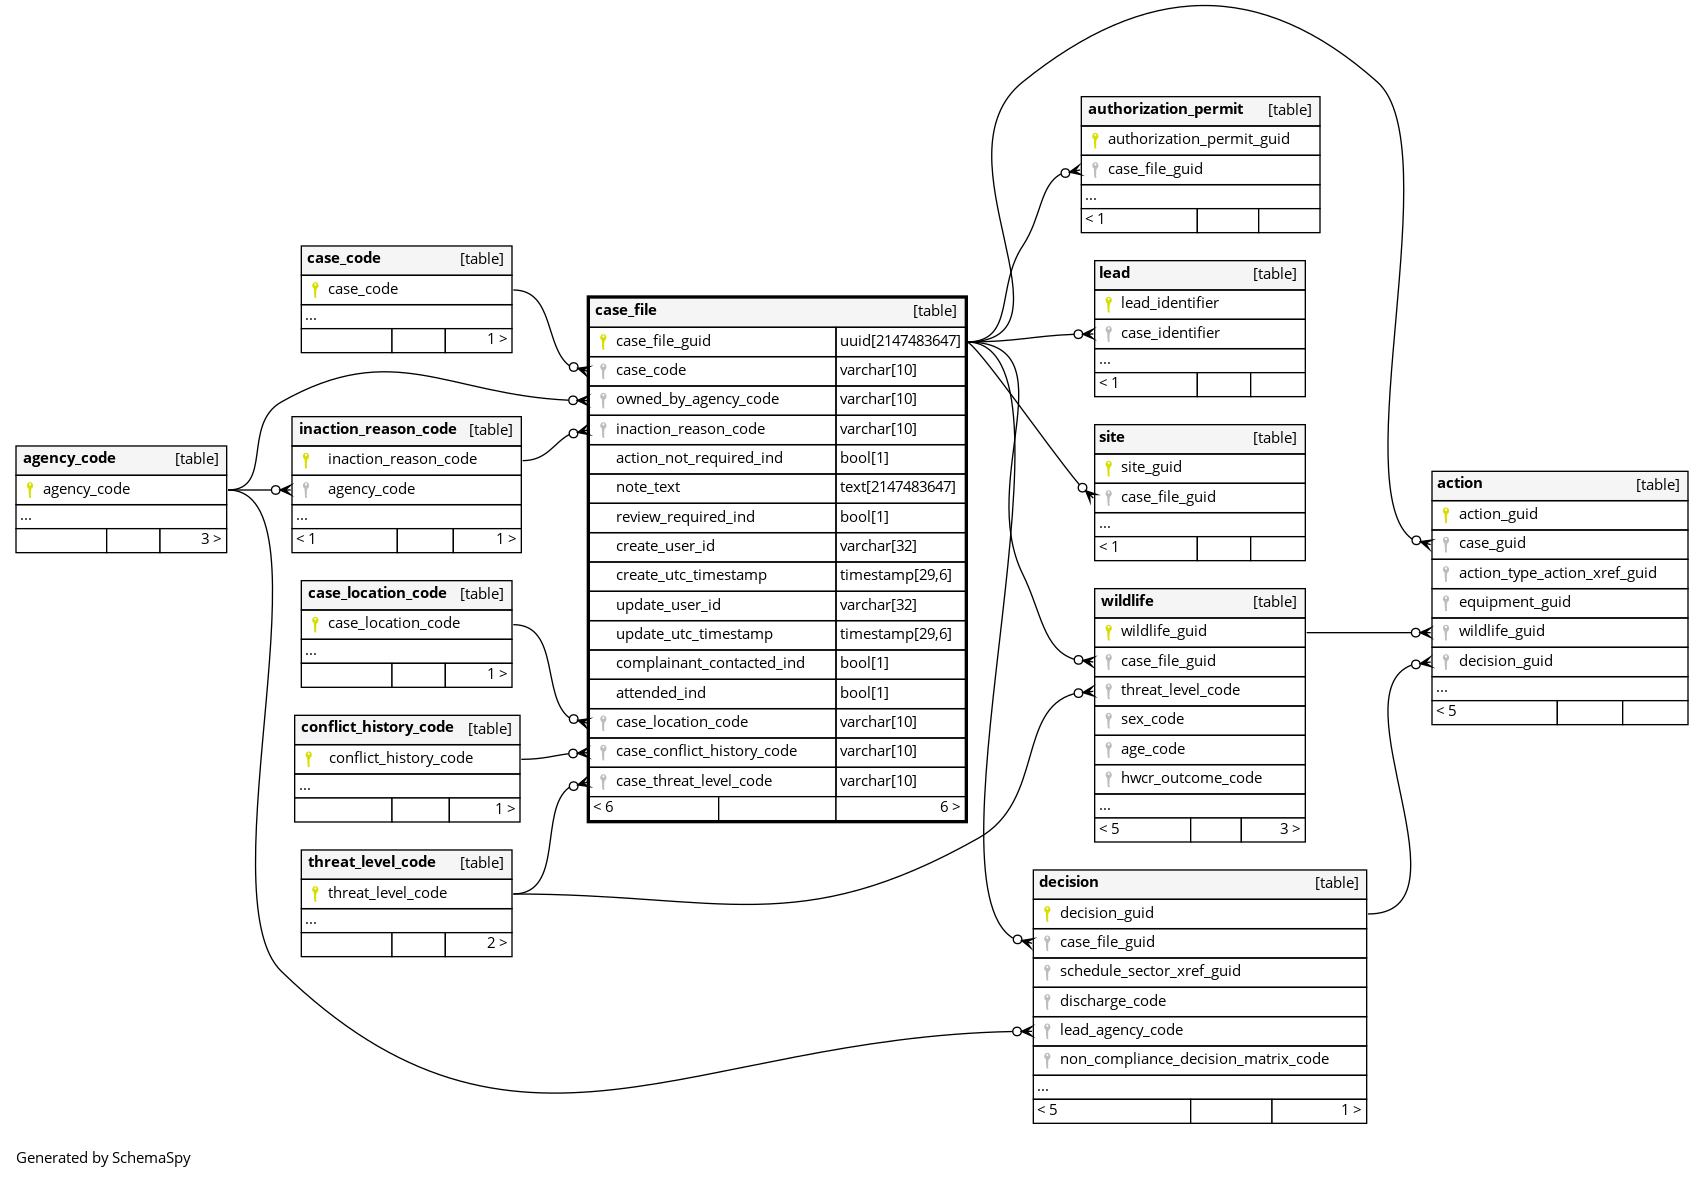 agency_code [table]
agency_code
...
3 >
case_code [table]
case_code
...
1 >
inaction_reason_code [table]
inaction_reason_code
agency_code
...
< 1 1 >
case_location_code [table]
case_location_code
...
1 >
conflict_history_code [table]
conflict_history_code
...
1 >
threat_level_code [table]
threat_level_code
...
2 >
case_file [table]
case_file_guid uuid[2147483647]
case_code varchar[10]
owned_by_agency_code varchar[10]
inaction_reason_code varchar[10]
action_not_required_ind bool[1]
note_text text[2147483647]
review_required_ind bool[1]
create_user_id varchar[32]
create_utc_timestamp timestamp[29,6]
update_user_id varchar[32]
update_utc_timestamp timestamp[29,6]
complainant_contacted_ind bool[1]
attended_ind bool[1]
case_location_code varchar[10]
case_conflict_history_code varchar[10]
case_threat_level_code varchar[10]
< 6 6 >
authorization_permit [table]
authorization_permit_guid
case_file_guid
...
< 1
lead [table]
lead_identifier
case_identifier
...
< 1
site [table]
site_guid
case_file_guid
...
< 1
wildlife [table]
wildlife_guid
case_file_guid
threat_level_code
sex_code
age_code
hwcr_outcome_code
...
< 5 3 >
decision [table]
decision_guid
case_file_guid
schedule_sector_xref_guid
discharge_code
lead_agency_code
non_compliance_decision_matrix_code
...
< 5 1 >
action [table]
action_guid
case_guid
action_type_action_xref_guid
equipment_guid
wildlife_guid
decision_guid
...
< 5
Generated by SchemaSpy